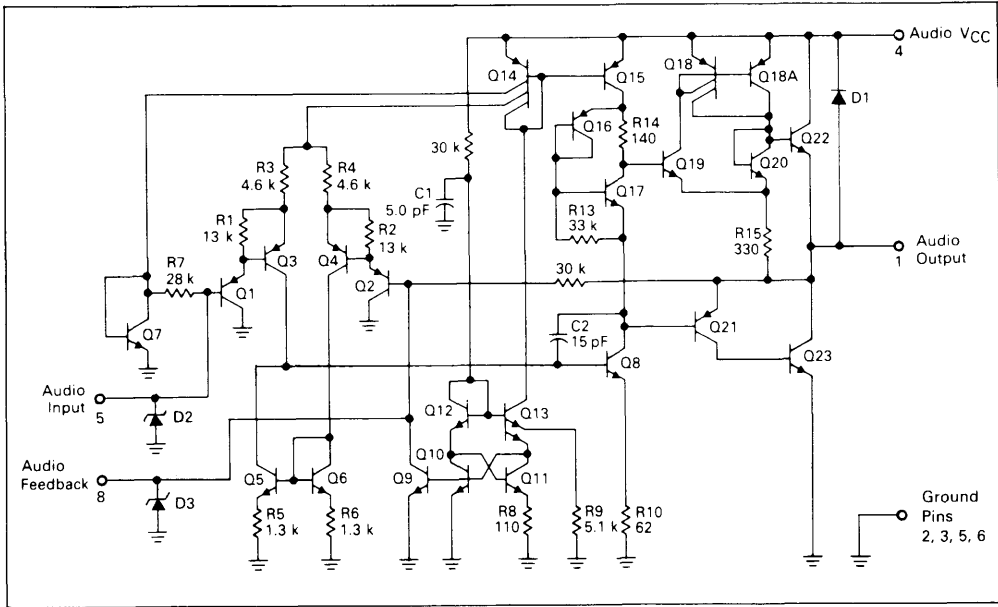 Audio VCC
4
Q14
Q15
Q18
Q18A
D1
Q16
R14
140
Q22
30 k
Q19
Q20
R3
4.6 k
R4
4.6 k
C1
5.0 pF
Q17
R13
33 k
R1
13 k
R2
13 k
R15
330
Audio
Output
1
R7
28 k
Q3
Q4
30 k
Q1
Q2
Q21
C2
15 pF
Q7
Q8
Q23
Audio
Input
5
D2
Q12
Q13
Audio
Feedback
8
Q10
Q5
Q6
Q9
Q11
D3
R5
1.3 k
R6
1.3 k
R8
110
R9
5.1 k
R10
62
Ground
Pins
2, 3, 5, 6